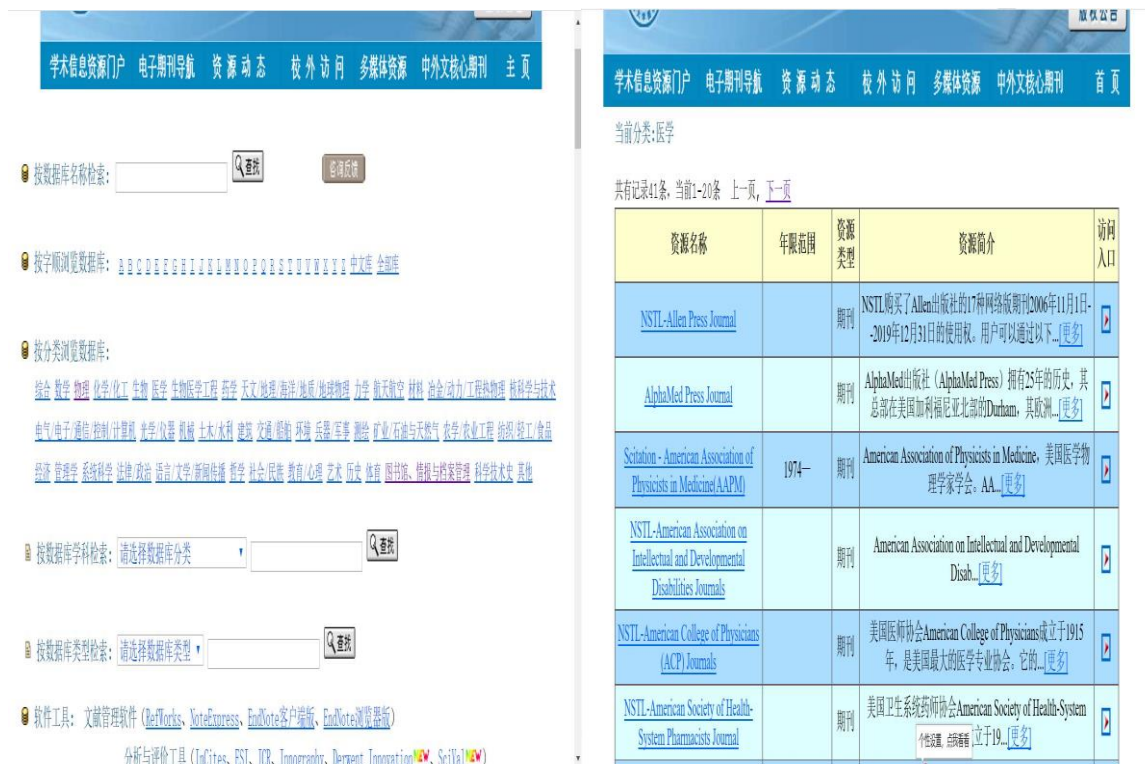 学术信息资源门户 电子期刊导航 资源动态 校外访问 多媒体资源 中外文核心期刊 主页
按数据库名称检索: 查找 咨询反馈
按字顺浏览数据库: A B C D E F G H I J K L M N O P Q R S T U V W X Y Z 中文库 全部库
按分类浏览数据库:
综合 数学 物理 化学/化工 生物 医学 生物医学工程 药学 天文/地理/海洋/地质/地球物理 力学 航天航空 材料 冶金/动力/工程热物理 核科学与技术
电气/电子/通信/控制/计算机 光学/仪器 机械 土木/水利 建筑 交通/船舶 环境 兵器/军事 测绘 矿业/石油与天然气 农学/农业工程 纺织/轻工/食品
经济 管理学 系统科学 法律/政治 语言/文学/新闻传播 哲学 社会/民族 教育/心理 艺术 历史 体育 图书馆、情报与档案管理 科学技术史 其他
按数据库学科检索: 请选择数据库分类 查找
按数据库类型检索: 请选择数据库类型 查找
软件工具: 文献管理软件 (RefWorks、NoteExpress、EndNote客户端版、EndNote浏览器版)
分析与评价工具 (InCites、ESI、JCR、Innography、Derwent Innovation NEW、SciVal NEW)
版权公告
学术信息资源门户 电子期刊导航 资源动态 校外访问 多媒体资源 中外文核心期刊 首页
当前分类:医学
共有记录41条，当前1-20条 上一页, 下一页
资源名称 年限范围 资源类型 资源简介 访问入口
NSTL-Allen Press Journal 期刊 NSTL购买了Allen出版社的17种网络版期刊2006年11月1日-
-2019年12月31日的使用权。用户可以通过以下...[更多]
AlphaMed Press Journal 期刊 AlphaMed出版社（AlphaMed Press）拥有25年的历史，其
总部在美国加利福尼亚北部的Durham，其欧洲...[更多]
Scitation - American Association of
Physicists in Medicine(AAPM) 1974— 期刊 American Association of Physicists in Medicine，美国医学物
理学家学会。AA...[更多]
NSTL-American Association on
Intellectual and Developmental
Disabilities Journals 期刊 American Association on Intellectual and Developmental
Disab...[更多]
NSTL-American College of Physicians
(ACP) Journals 期刊 美国医师协会American College of Physicians成立于1915
年，是美国最大的医学专业协会。它的...[更多]
NSTL-American Society of Health-
System Pharmacists Journal 期刊 美国卫生系统药师协会American Society of Health-System
立于19...[更多]
个性设置，点我看看